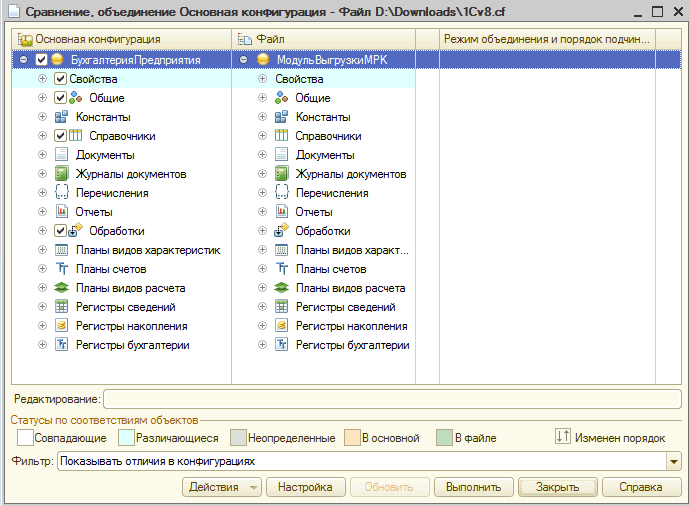 Сравнение, объединение Основная конфигурация - Файл D:\Downloads\1Cv8.cf
Основная конфигурация Файл Режим объединения и порядок подчин...
БухгалтерияПредприятия МодульВыгрузкиМРК
Свойства Свойства
Общие Общие
Константы Константы
Справочники Справочники
Документы Документы
Журналы документов Журналы документов
Перечисления Перечисления
Отчеты Отчеты
Обработки Обработки
Планы видов характеристик Планы видов характ...
Планы счетов Планы счетов
Планы видов расчета Планы видов расчета
Регистры сведений Регистры сведений
Регистры накопления Регистры накопления
Регистры бухгалтерии Регистры бухгалтерии
Редактирование:
Статусы по соответствиям объектов
Совпадающие Различающиеся Неопределенные В основной В файле Изменен порядок
Фильтр: Показывать отличия в конфигурациях
Действия Настройка Обновить Выполнить Закрыть Справка